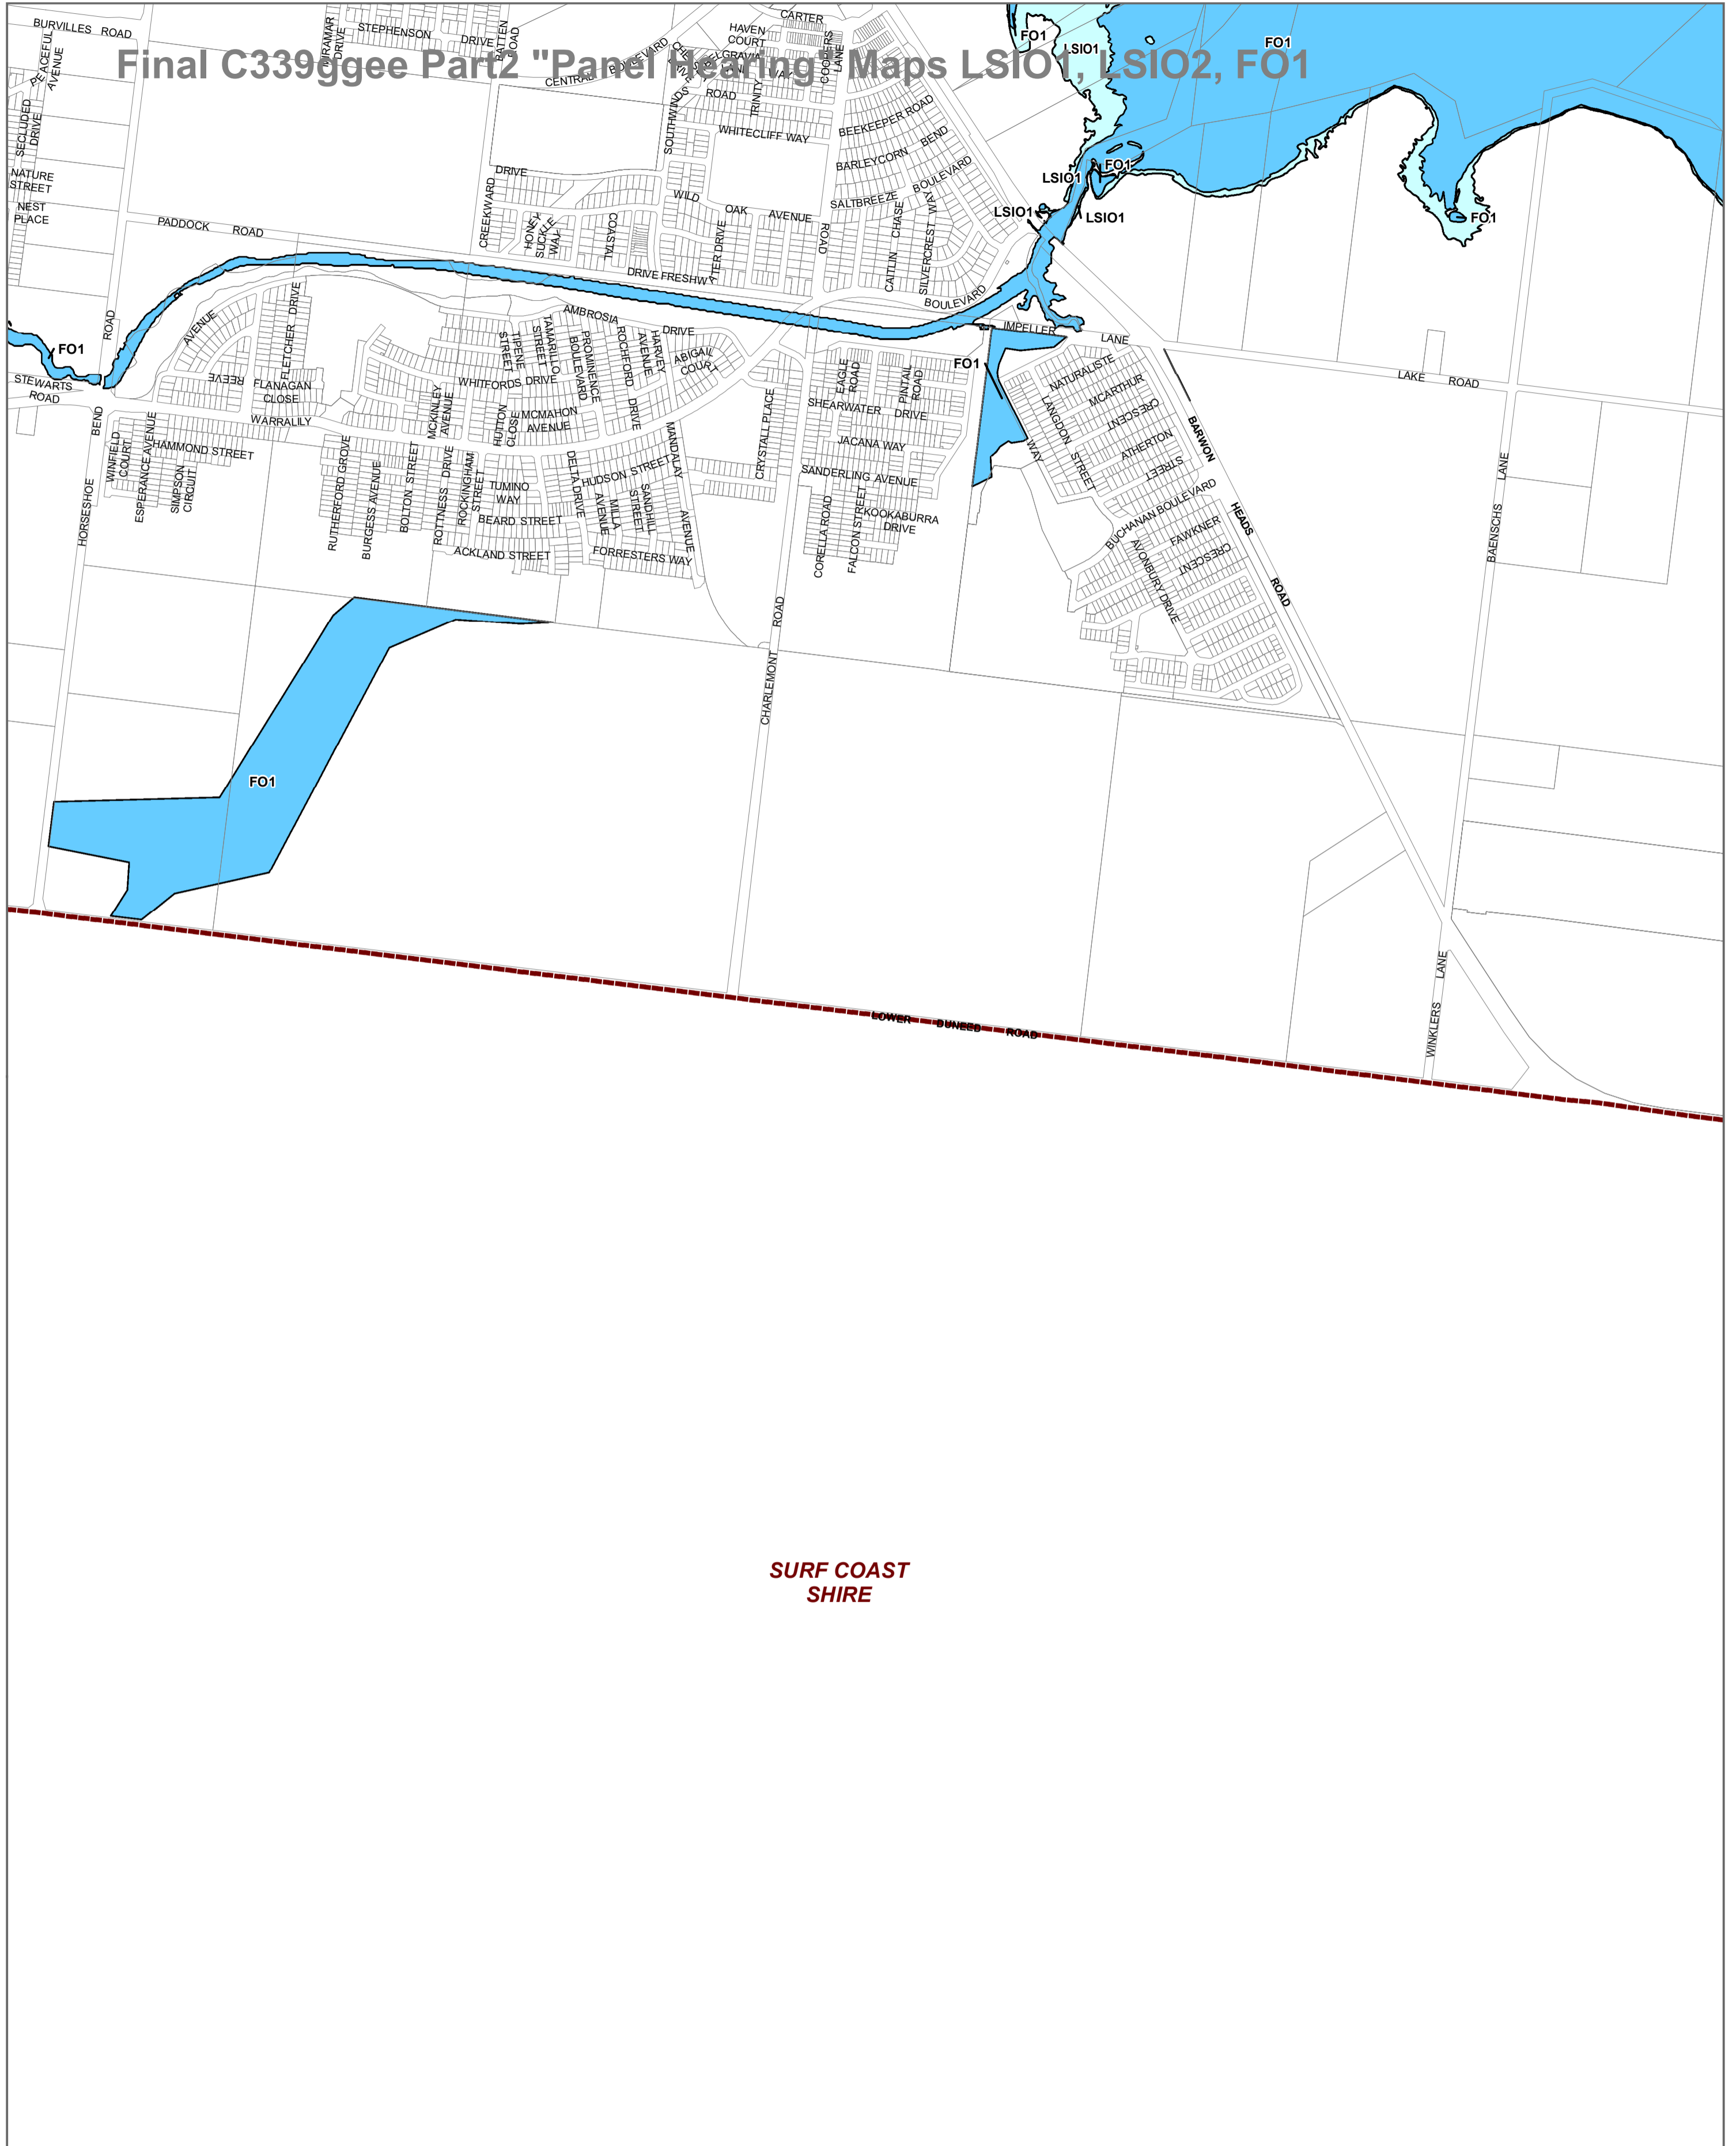 Final C339ggee Part2 "Panel Hearing" Maps LSIO1, LSIO2, FO1
BURVILLES ROAD
PEACEFUL
AVENUE
MIRAMAR
DRIVE
STEPHENSON DRIVE
BATTEN
ROAD
CENTRAL BOULEVARD
CARTER
HAVEN
COURT
COOPERS
LANE
SOUTHWINDS ROAD
TRINITY WAY
WHITECLIFF WAY
BEEKEEPER ROAD
BARLEYCORN BEND
SALTBREEZE BOULEVARD
FO1
LSIO1
FO1
FO1
LSIO1
LSIO1
LSIO1
FO1
SECLUDED
DRIVE
NATURE
STREET
NEST
PLACE
PADDOCK ROAD
ROAD
CREEKWARD
DRIVE
HONEY
SUCKLE
WAY
COASTAL
DRIVE
WILD OAK AVENUE
FRESHWATER DRIVE
ROAD
CAITLIN CHASE
SILVERCREST WAY
BOULEVARD
IMPELLER LANE
FO1
STEWARTS
ROAD
AVENUE
FLETCHER DRIVE
REEVE
FLANAGAN
CLOSE
WARRALILY
AMBROSIA DRIVE
TIPENE
STREET
TAMARILLO
STREET
PROMINENCE
BOULEVARD
ROCHFORD DRIVE
HARVEY
AVENUE
ABIGAIL
COURT
WHITFORDS DRIVE
MCKINLEY
AVENUE
HUTTON
CLOSE
MCMAHON
AVENUE
MANDALAY AVENUE
CRYSTALL PLACE
EAGLE
ROAD
PINTAIL
ROAD
SHEARWATER DRIVE
JACANA WAY
SANDERLING AVENUE
FO1
CORELLA ROAD
FALCON STREET
KOOKABURRA
DRIVE
NATURALISTE
WAY
MCARTHUR
CRESCENT
LANGDON STREET
ATHERTON
STREET
BUCHANAN BOULEVARD
FAWKNER
CRESCENT
AVONBURY DRIVE
BARWON HEADS ROAD
LAKE ROAD
BAENSCHS LANE
HORSESHOE BEND
WINFIELD
COURT
ESPERANCE AVENUE
HAMMOND STREET
SIMPSON
CIRCUIT
RUTHERFORD GROVE
BURGESS AVENUE
BOLTON STREET
ROTTNESS DRIVE
ROCKINGHAM
STREET
TUMINO
WAY
BEARD STREET
ACKLAND STREET
DELTA DRIVE
HUDSON STREET
MILLA
AVENUE
SANDHILL
STREET
FORRESTERS WAY
CHARLEMONT ROAD
FO1
WINKLERS LANE
LOWER DUNEED ROAD
SURF COAST
SHIRE